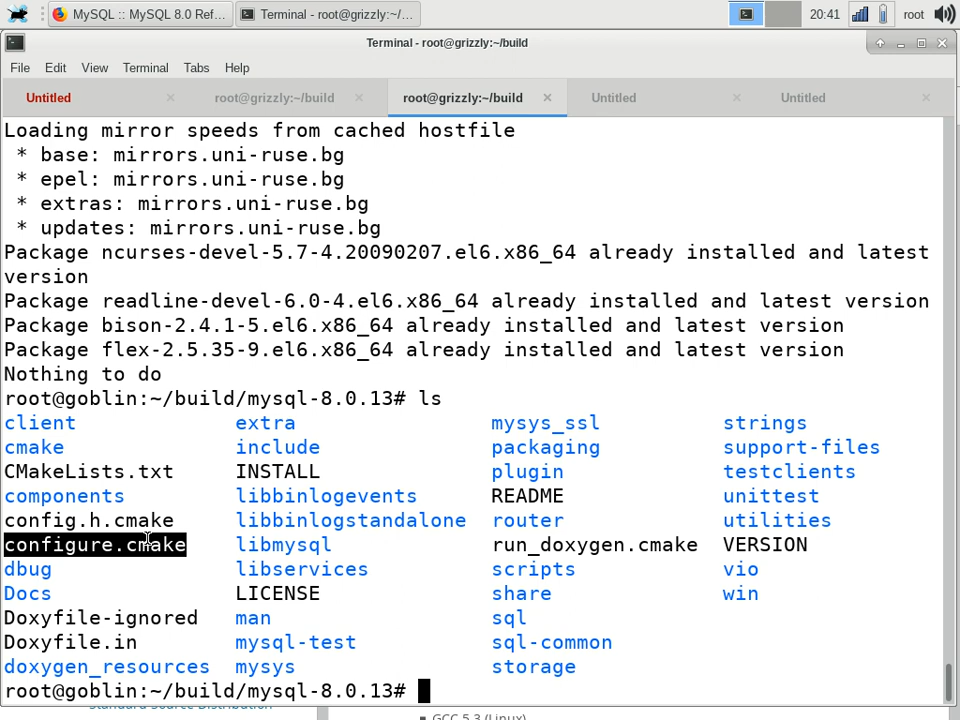 MySQL :: MySQL 8.0 Ref...
Terminal - root@grizzly:~/...
20:41
root
Terminal - root@grizzly:~/build
File Edit View Terminal Tabs Help
Untitled root@grizzly:~/build root@grizzly:~/build Untitled Untitled
Loading mirror speeds from cached hostfile
* base: mirrors.uni-ruse.bg
* epel: mirrors.uni-ruse.bg
* extras: mirrors.uni-ruse.bg
* updates: mirrors.uni-ruse.bg
Package ncurses-devel-5.7-4.20090207.el6.x86_64 already installed and latest
version
Package readline-devel-6.0-4.el6.x86_64 already installed and latest version
Package bison-2.4.1-5.el6.x86_64 already installed and latest version
Package flex-2.5.35-9.el6.x86_64 already installed and latest version
Nothing to do
root@goblin:~/build/mysql-8.0.13# ls
client extra mysys_ssl strings
cmake include packaging support-files
CMakeLists.txt INSTALL plugin testclients
components libbinlogevents README unittest
config.h.cmake libbinlogstandalone router utilities
configure.cmake libmysql run_doxygen.cmake VERSION
dbug libservices scripts vio
Docs LICENSE share win
Doxyfile-ignored man sql
Doxyfile.in mysql-test sql-common
doxygen_resources mysys storage
root@goblin:~/build/mysql-8.0.13#
Standard Source Distribution
GCC 5.3 (Linux)